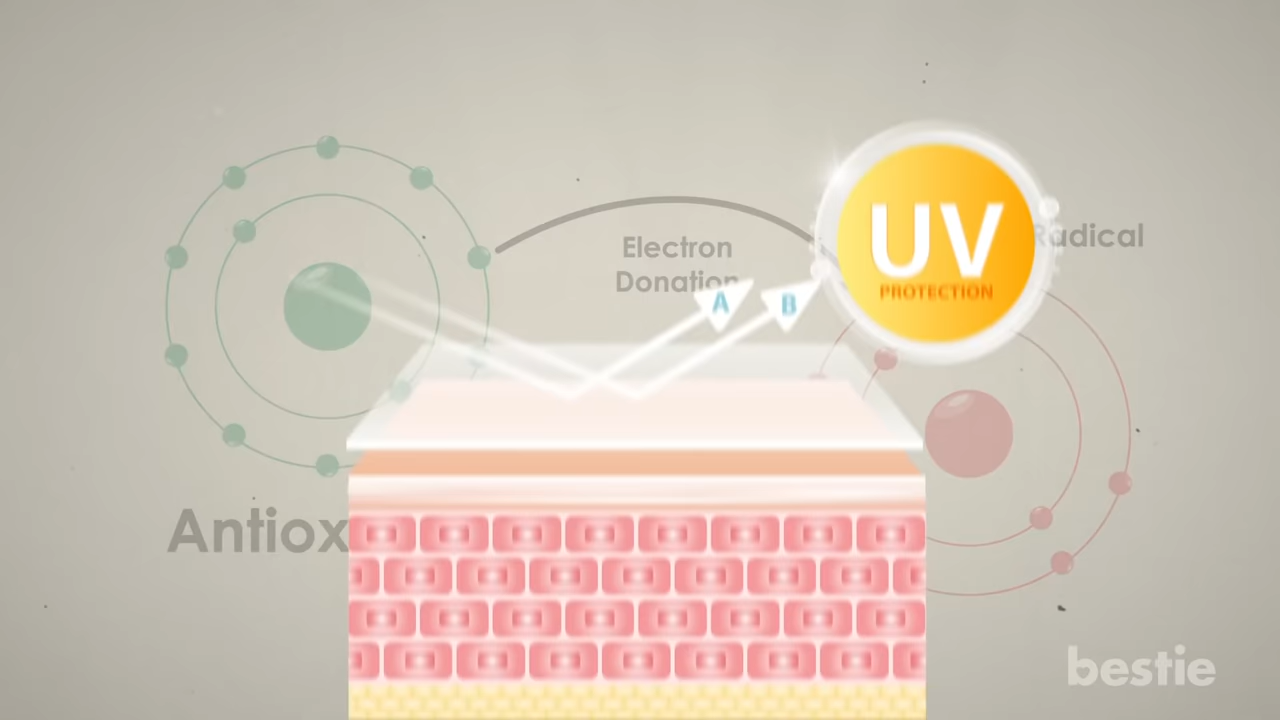 UV
PROTECTION
Radical
Electron
Donation
A
B
Antiox
bestie